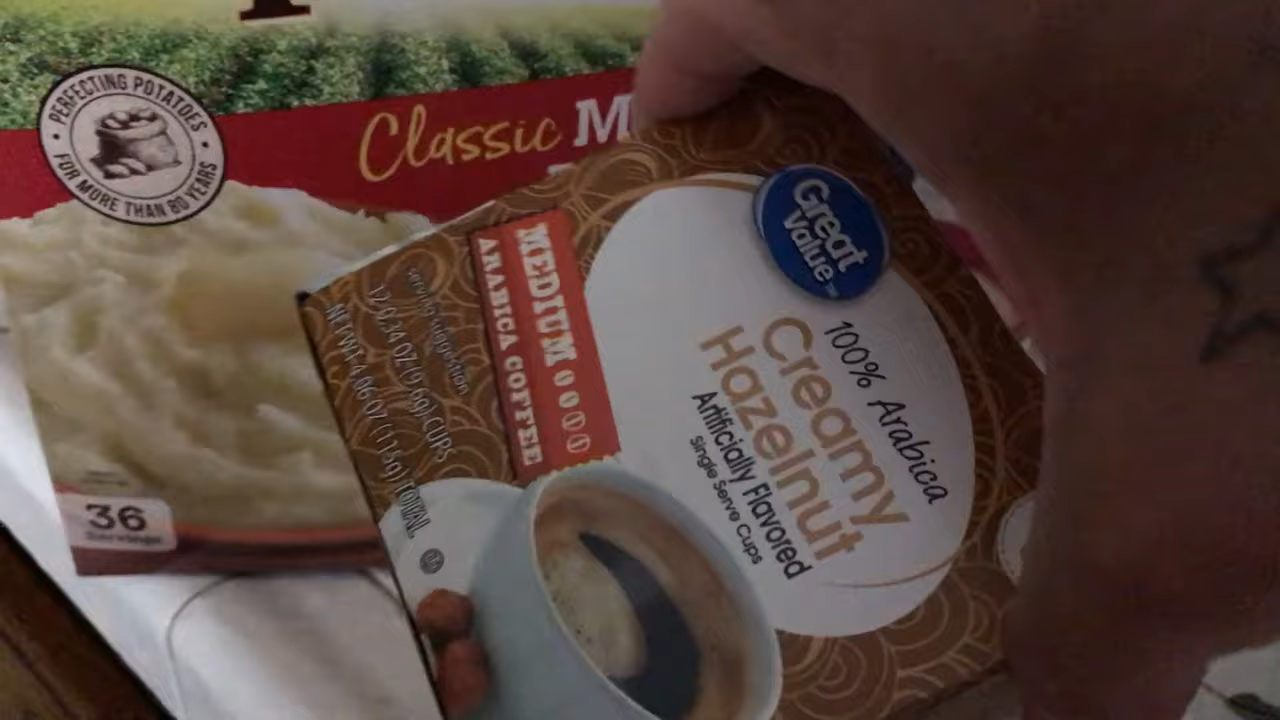 PERFECTING POTATOES
FOR MORE THAN 80 YEARS
Classic M
36
Servings
Great
Value
100% Arabica
Creamy
Hazelnut
Artificially Flavored
Single Serve Cups
MEDIUM
ARABICA COFFEE
serving suggestion
12 0.34 OZ (9.6g) CUPS
NET WT 4.06 OZ (115g) TOTAL